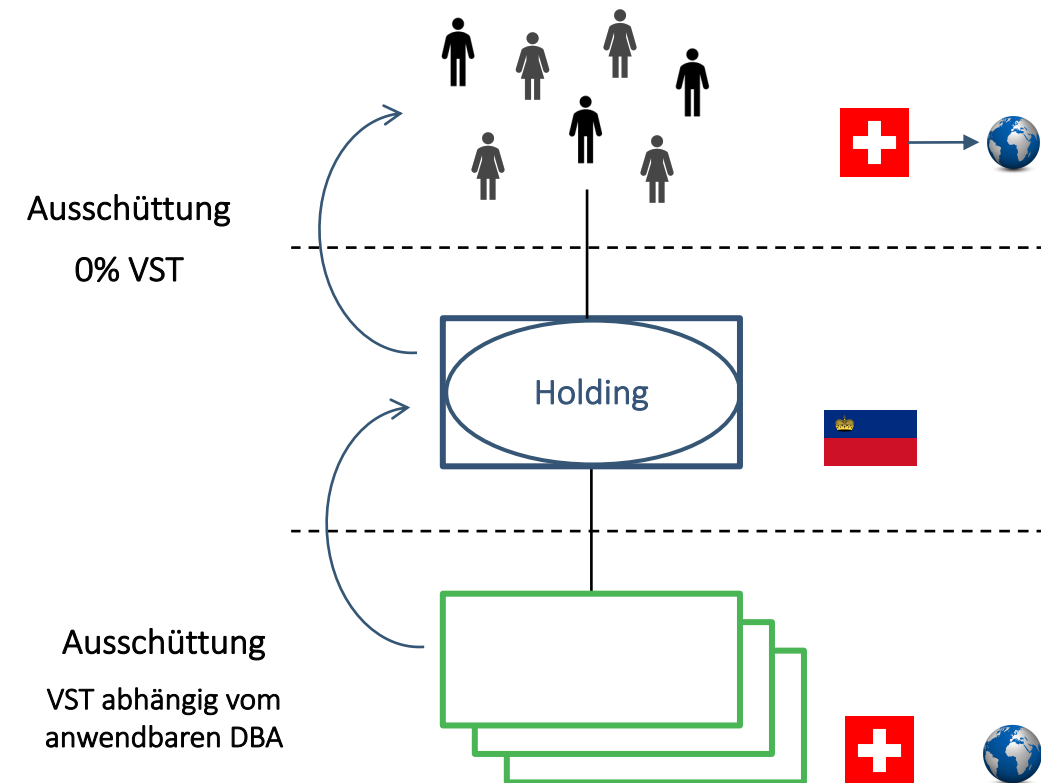 Ausschüttung
0% VST
Holding
Ausschüttung
VST abhängig vom
anwendbaren DBA